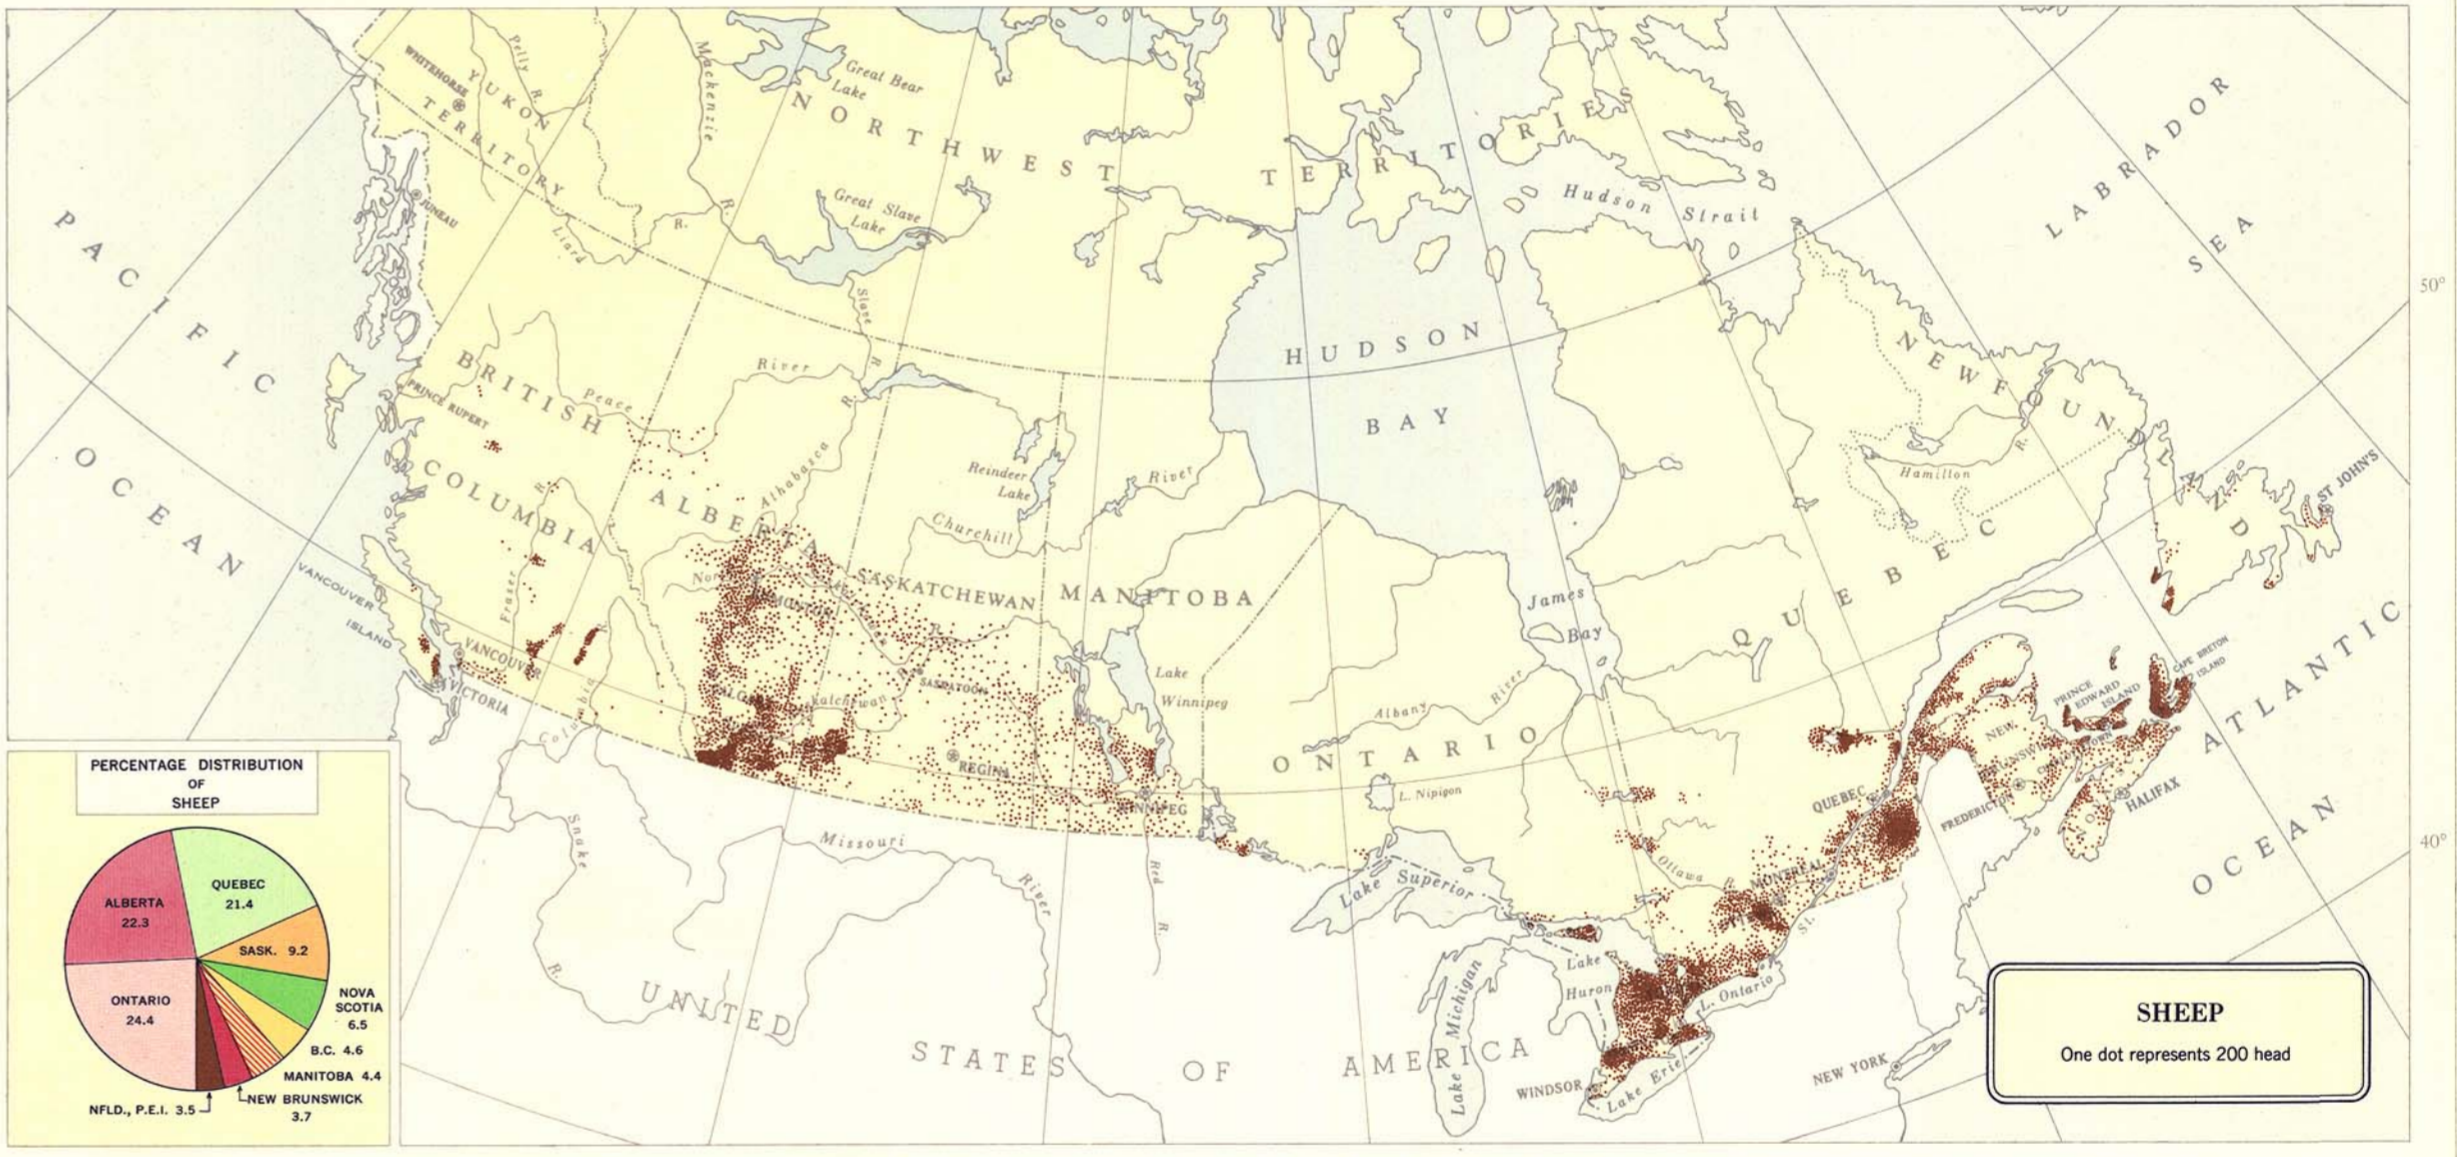 WHITEHORSE
Pelly R.
YUKON
TERRITORY
Mackenzie
R.
Great Bear
Lake
NORTHWEST TERRITORIES
LABRADOR
SEA
Hudson Strait
JUNEAU
Liard
R.
Great Slave
Lake
Slave
R.
PACIFIC
OCEAN
50°
HUDSON
BAY
BRITISH
COLUMBIA
PRINCE RUPERT
Peace
River
R.
ALBERTA
Athabasca
Reindeer
Lake
River
Churchill
NEWFOUNDLAND
Hamilton
R.
ST JOHN'S
QUEBEC
VANCOUVER
ISLAND
Fraser
R.
VANCOUVER
VICTORIA
Columbia
EDMONTON
SASKATCHEWAN
MANITOBA
R.
SASKATOON
REGINA
WINNIPEG
Lake
Winnipeg
James
Bay
Albany
River
ONTARIO
L. Nipigon
CAPE BRETON
ISLAND
PRINCE
EDWARD
ISLAND
NEW
FREDERICTON
HALIFAX
ATLANTIC
OCEAN
40°
QUEBEC
MONTREAL
Ottawa
R.
St.
Snake
R.
Missouri
River
Red
R.
Lake Superior
Lake
Huron
Lake Michigan
L. Ontario
Lake Erie
WINDSOR
NEW YORK
UNITED
STATES OF AMERICA
PERCENTAGE DISTRIBUTION
OF
SHEEP
ALBERTA
22.3
QUEBEC
21.4
SASK. 9.2
ONTARIO
24.4
NOVA
SCOTIA
6.5
B.C. 4.6
MANITOBA 4.4
NEW BRUNSWICK
3.7
NFLD., P.E.I. 3.5
SHEEP
One dot represents 200 head